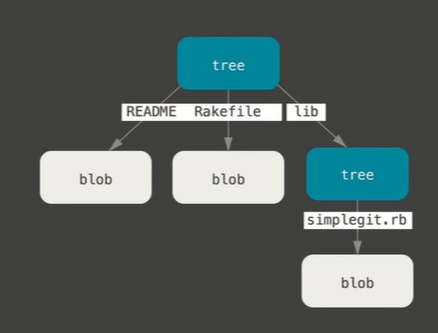 tree
README Rakefile lib
blob blob tree
simplegit.rb
blob